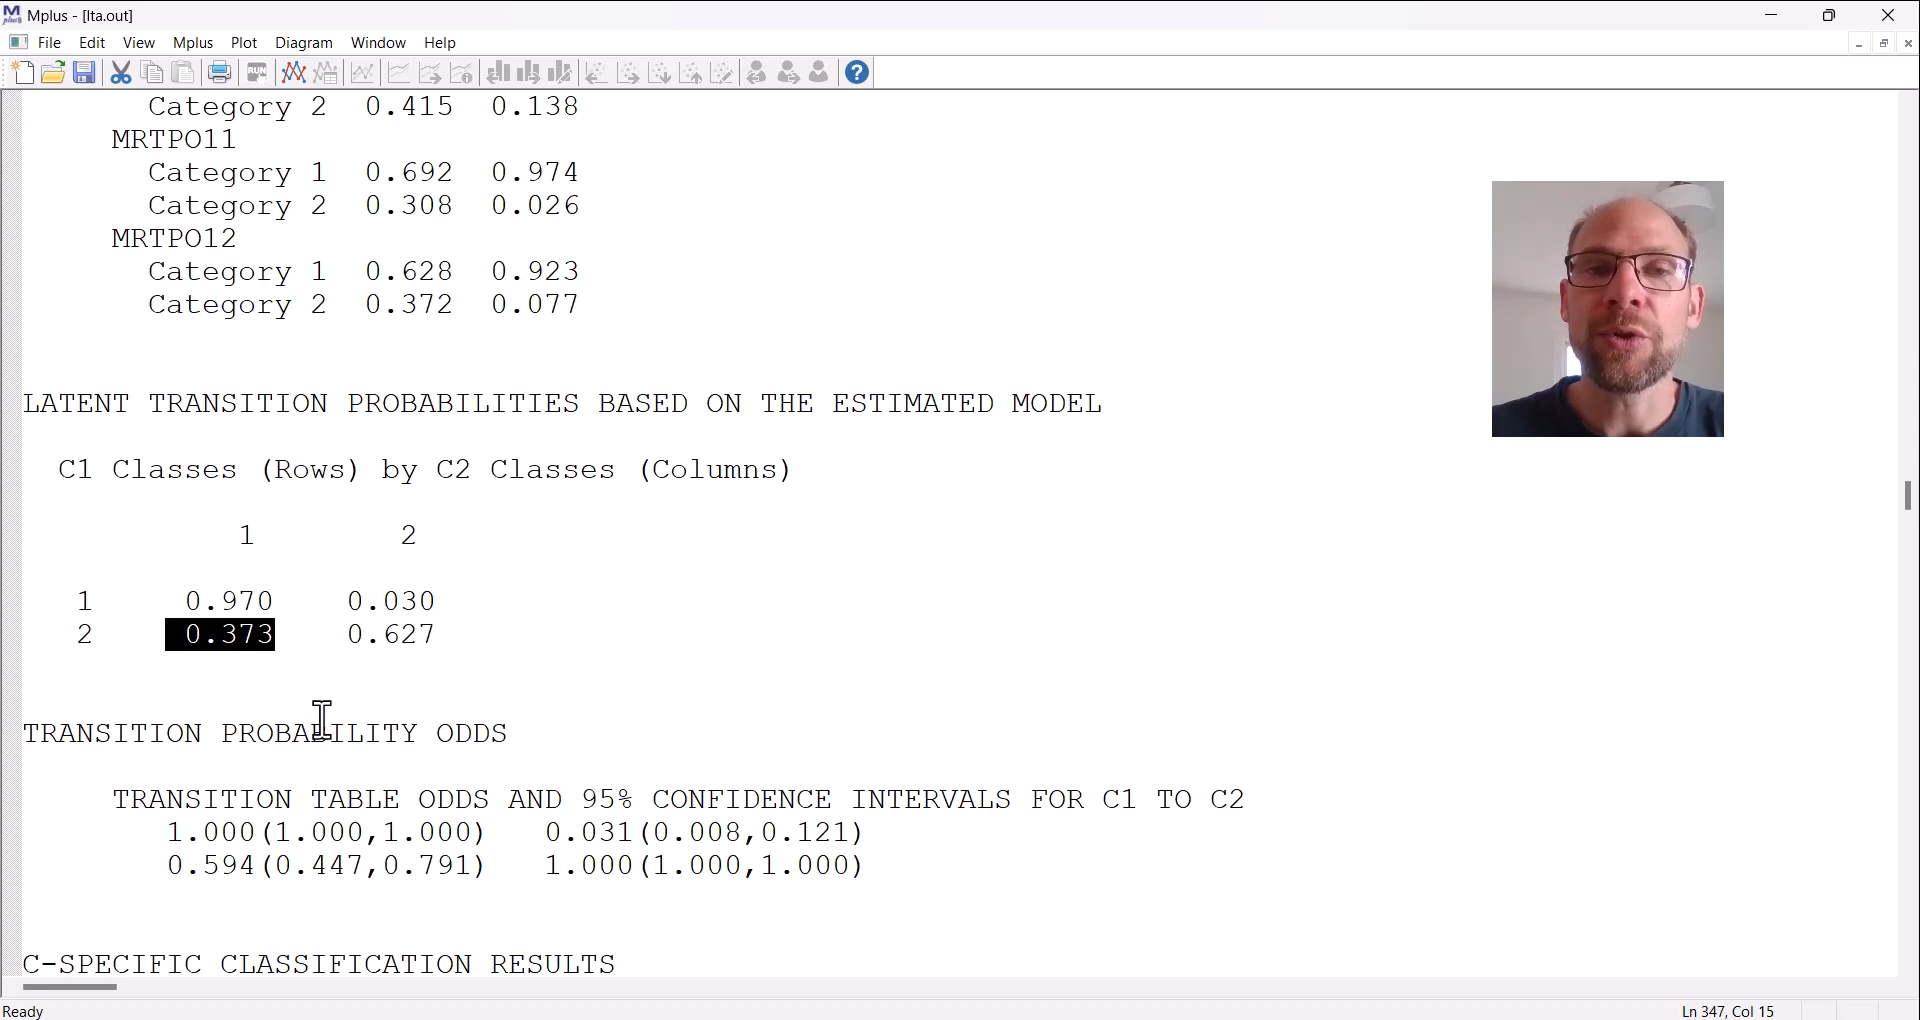 Mplus - [lta.out]
File Edit View Mplus Plot Diagram Window Help
RUN
Category 2 0.415 0.138
MRTPO11
Category 1 0.692 0.974
Category 2 0.308 0.026
MRTPO12
Category 1 0.628 0.923
Category 2 0.372 0.077
LATENT TRANSITION PROBABILITIES BASED ON THE ESTIMATED MODEL
C1 Classes (Rows) by C2 Classes (Columns)
1 2
1 0.970 0.030
2 0.373 0.627
TRANSITION PROBABILITY ODDS
TRANSITION TABLE ODDS AND 95% CONFIDENCE INTERVALS FOR C1 TO C2
1.000(1.000,1.000) 0.031(0.008,0.121)
0.594(0.447,0.791) 1.000(1.000,1.000)
C-SPECIFIC CLASSIFICATION RESULTS
Ready Ln 347, Col 15